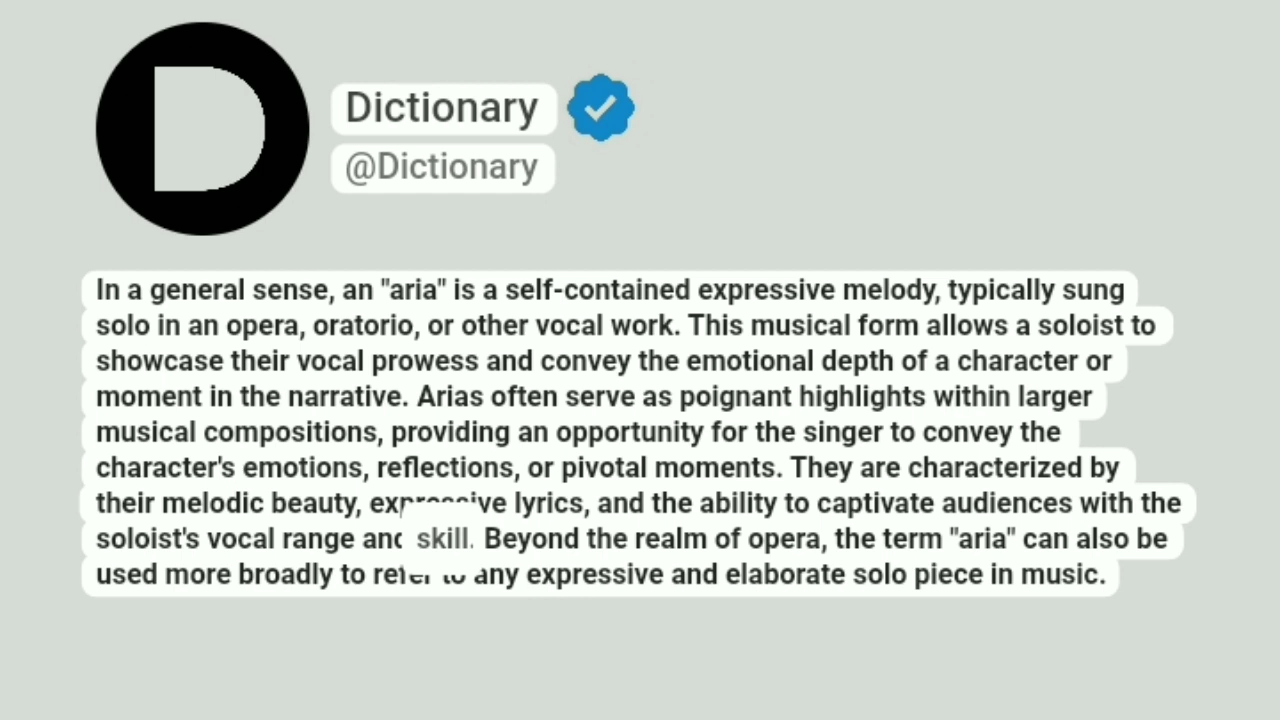 D
Dictionary
@Dictionary
In a general sense, an "aria" is a self-contained expressive melody, typically sung
solo in an opera, oratorio, or other vocal work. This musical form allows a soloist to
showcase their vocal prowess and convey the emotional depth of a character or
moment in the narrative. Arias often serve as poignant highlights within larger
musical compositions, providing an opportunity for the singer to convey the
character's emotions, reflections, or pivotal moments. They are characterized by
their melodic beauty, expressive lyrics, and the ability to captivate audiences with the
soloist's vocal range and skill. Beyond the realm of opera, the term "aria" can also be
used more broadly to refer to any expressive and elaborate solo piece in music.